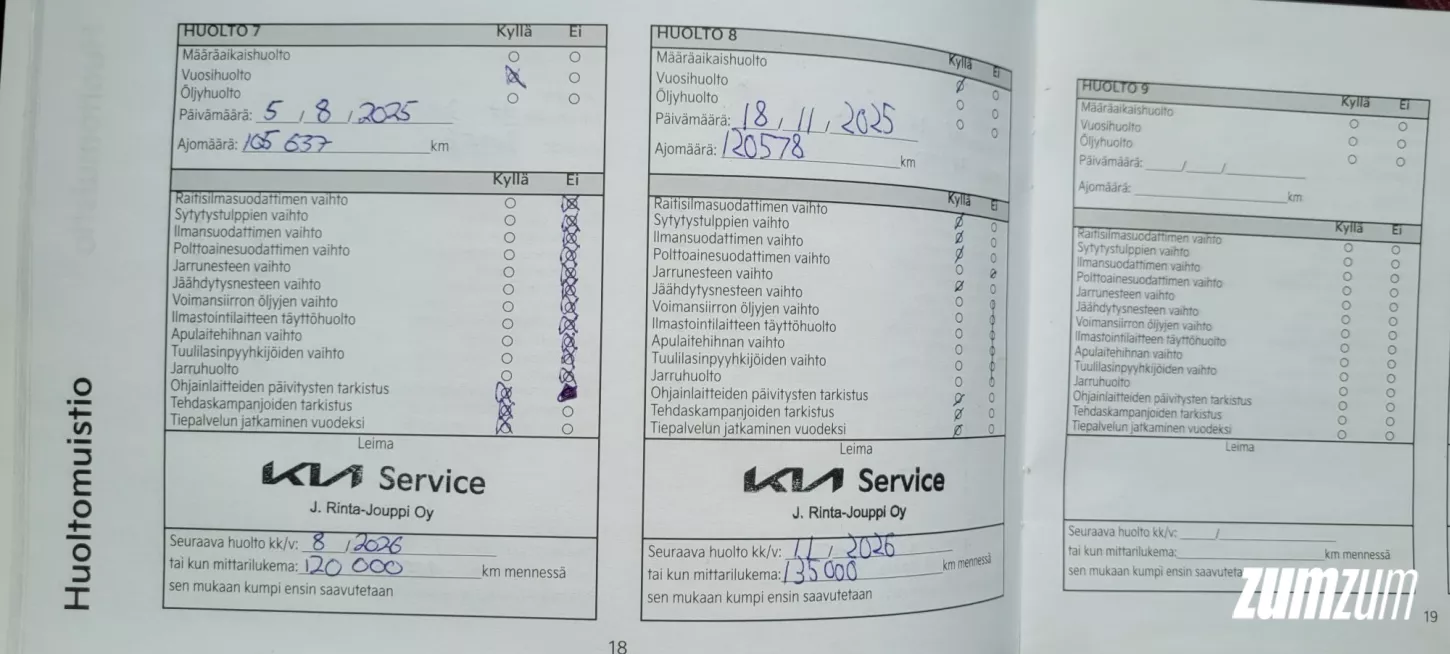 Huoltomuistio
HUOLTO 7 Kyllä Ei
Määräaikaishuolto
Vuosihuolto
Öljyhuolto
Päivämäärä: 5 / 8 / 2025
Ajomäärä: 105 637 km
Kyllä Ei
Raitisilmasuodattimen vaihto
Sytytystulppien vaihto
Ilmansuodattimen vaihto
Polttoainesuodattimen vaihto
Jarrunesteen vaihto
Jäähdytysnesteen vaihto
Voimansiirron öljyjen vaihto
Ilmastointilaitteen täyttöhuolto
Apulaitehihnan vaihto
Tuulilasinpyyhkijöiden vaihto
Jarruhuolto
Ohjainlaitteiden päivitysten tarkistus
Tehdaskampanjoiden tarkistus
Tiepalvelun jatkaminen vuodeksi
Leima
KIA Service
J. Rinta-Jouppi Oy
Seuraava huolto kk/v: 8 / 2026
tai kun mittarilukema: 120 000 km mennessä
sen mukaan kumpi ensin saavutetaan
18
HUOLTO 8 Kyllä Ei
Määräaikaishuolto
Vuosihuolto
Öljyhuolto
Päivämäärä: 18 / 11 / 2025
Ajomäärä: 120578 km
Kyllä Ei
Raitisilmasuodattimen vaihto
Sytytystulppien vaihto
Ilmansuodattimen vaihto
Polttoainesuodattimen vaihto
Jarrunesteen vaihto
Jäähdytysnesteen vaihto
Voimansiirron öljyjen vaihto
Ilmastointilaitteen täyttöhuolto
Apulaitehihnan vaihto
Tuulilasinpyyhkijöiden vaihto
Jarruhuolto
Ohjainlaitteiden päivitysten tarkistus
Tehdaskampanjoiden tarkistus
Tiepalvelun jatkaminen vuodeksi
Leima
KIA Service
J. Rinta-Jouppi Oy
Seuraava huolto kk/v: 11 / 2026
tai kun mittarilukema: 135 000 km mennessä
sen mukaan kumpi ensin saavutetaan
HUOLTO 9 Kyllä Ei
Määräaikaishuolto
Vuosihuolto
Öljyhuolto
Päivämäärä: / /
Ajomäärä: km
Kyllä Ei
Raitisilmasuodattimen vaihto
Sytytystulppien vaihto
Ilmansuodattimen vaihto
Polttoainesuodattimen vaihto
Jarrunesteen vaihto
Jäähdytysnesteen vaihto
Voimansiirron öljyjen vaihto
Ilmastointilaitteen täyttöhuolto
Apulaitehihnan vaihto
Tuulilasinpyyhkijöiden vaihto
Jarruhuolto
Ohjainlaitteiden päivitysten tarkistus
Tehdaskampanjoiden tarkistus
Tiepalvelun jatkaminen vuodeksi
Leima
Seuraava huolto kk/v: /
tai kun mittarilukema: km mennessä
sen mukaan kumpi ensin
zumzum
19